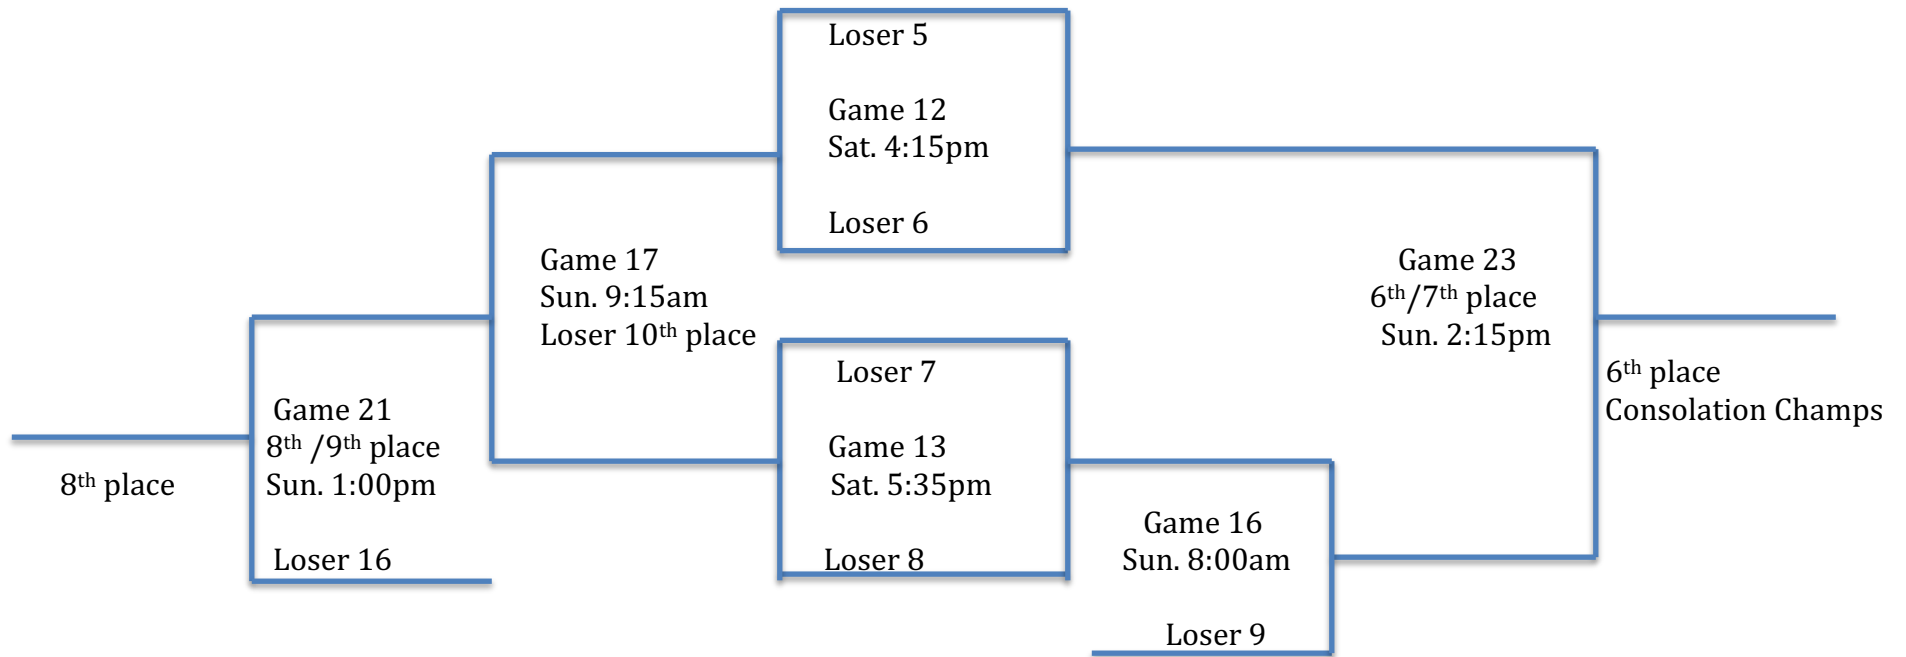 Loser 5
Game 12
Sat. 4:15pm
Loser 6
Game 17
Sun. 9:15am
Loser 10th place
Game 23
6th/7th place
Sun. 2:15pm
6th place
Consolation Champs
Loser 7
Game 13
Sat. 5:35pm
Loser 8
Game 21
8th /9th place
Sun. 1:00pm
Loser 16
8th place
Game 16
Sun. 8:00am
Loser 9